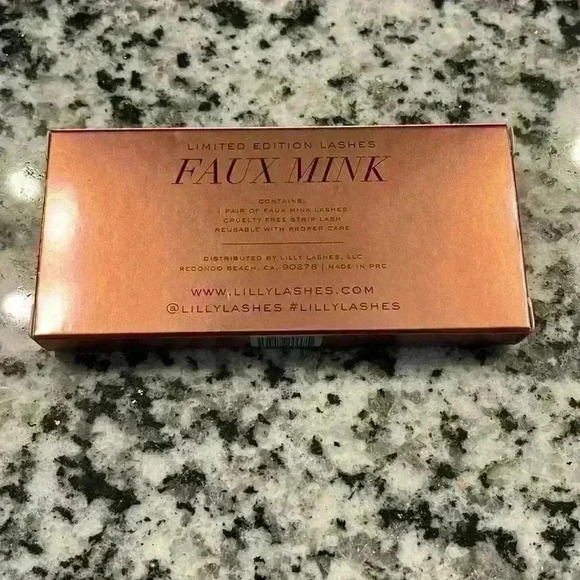 LIMITED EDITION LASHES
FAUX MINK
CONTAINS:
1 PAIR OF FAUX MINK LASHES
CRUELTY FREE STRIP LASH
REUSABLE WITH PROPER CARE
DISTRIBUTED BY LILLY LASHES, LLC
REDONDO BEACH, CA, 90278 | MADE IN PRC
WWW.LILLYLASHES.COM
@LILLYLASHES #LILLYLASHES